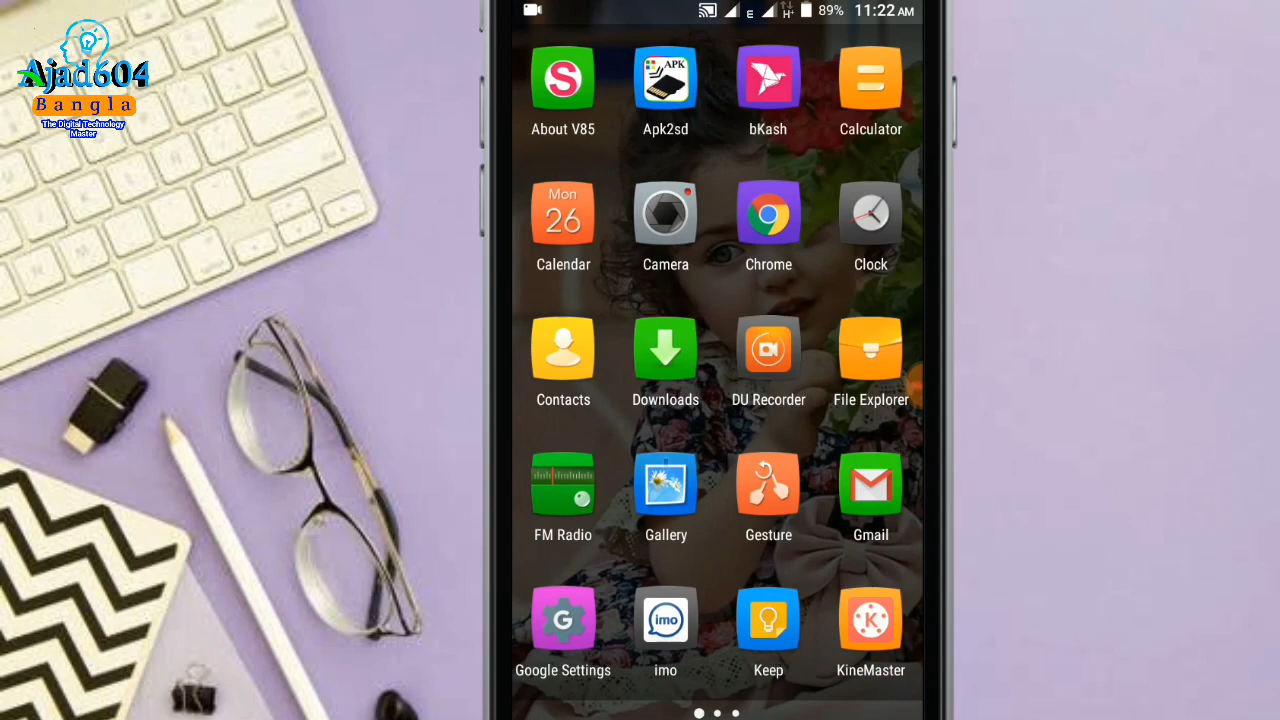 Ajad604
Bangla
The Digital Technology
Master
E H+ 89% 11:22 AM
S APK
About V85 Apk2sd bKash Calculator
Mon
26
Calendar Camera Chrome Clock
Contacts Downloads DU Recorder File Explorer
FM Radio Gallery Gesture Gmail
G imo K
Google Settings imo Keep KineMaster